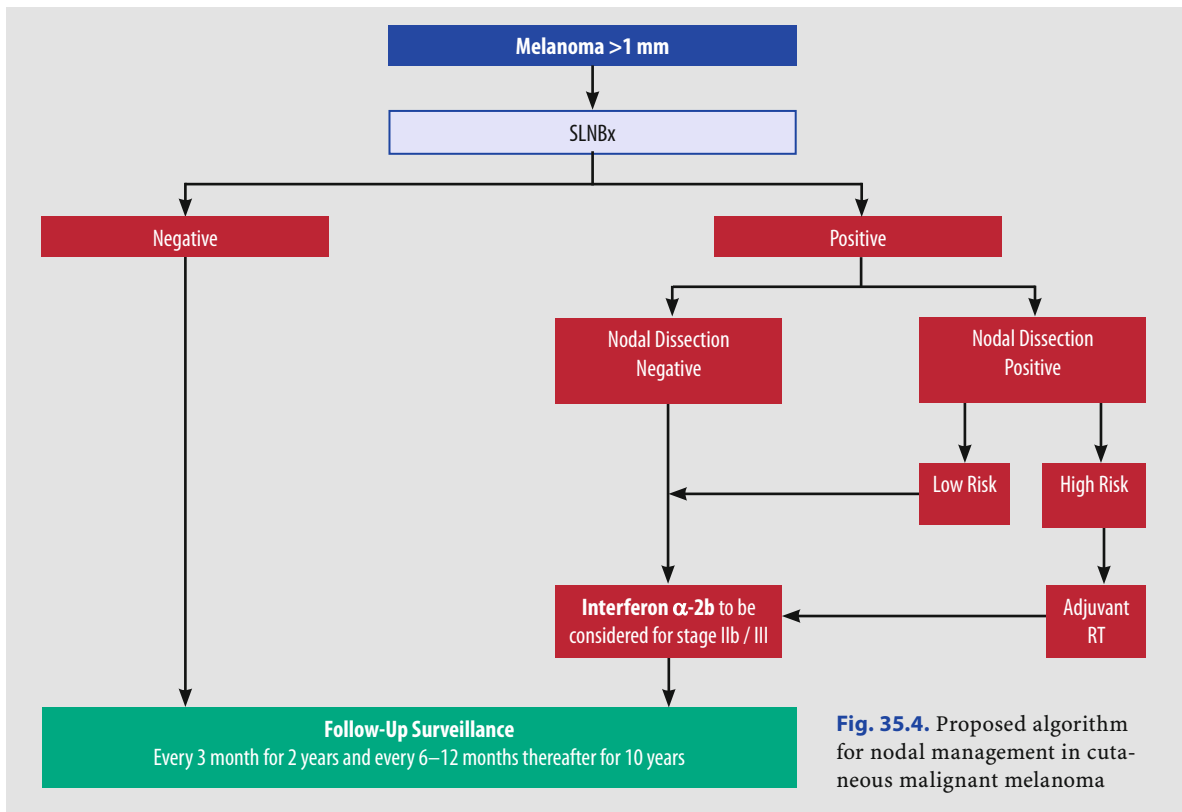 Melanoma >1 mm
SLNBx
Negative
Positive
Nodal Dissection
Negative
Nodal Dissection
Positive
Low Risk
High Risk
Interferon α-2b to be
considered for stage IIb / III
Adjuvant
RT
Follow-Up Surveillance
Every 3 month for 2 years and every 6–12 months thereafter for 10 years
Fig. 35.4. Proposed algorithm
for nodal management in cuta-
neous malignant melanoma